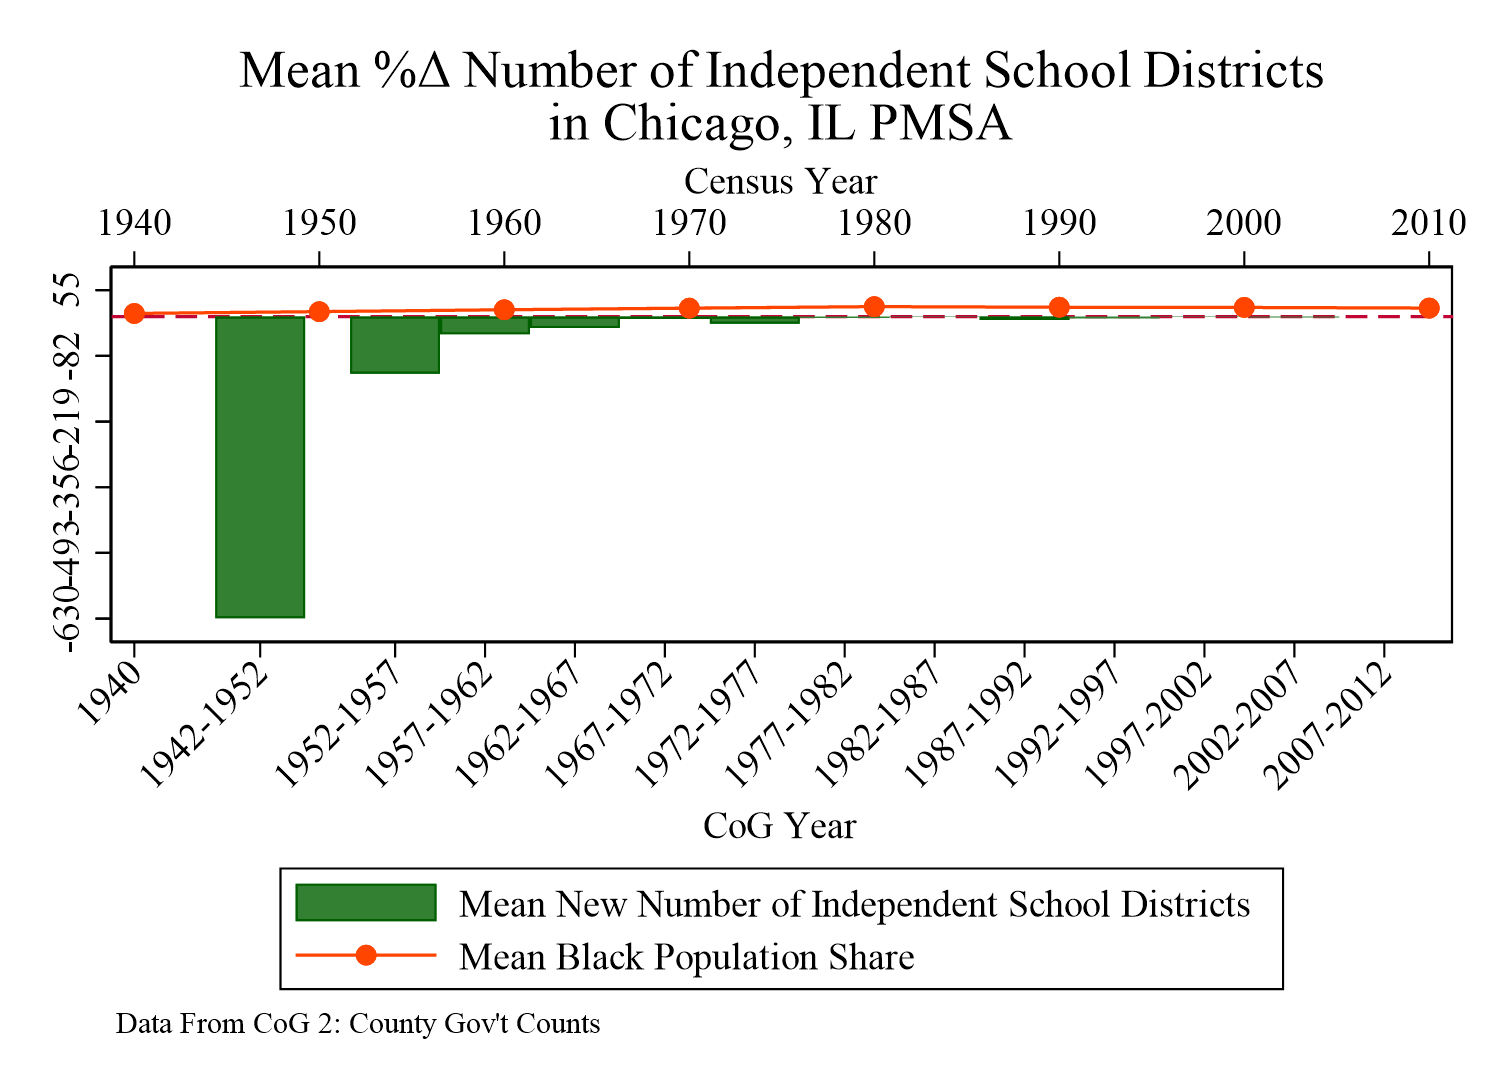 Mean %Δ Number of Independent School Districts
in Chicago, IL PMSA
Census Year
1940 1950 1960 1970 1980 1990 2000 2010
55
-82
-219
-356
-493
-630
1940 1942-1952 1952-1957 1957-1962 1962-1967 1967-1972 1972-1977 1977-1982 1982-1987 1987-1992 1992-1997 1997-2002 2002-2007 2007-2012
CoG Year
Mean New Number of Independent School Districts
Mean Black Population Share
Data From CoG 2: County Gov't Counts